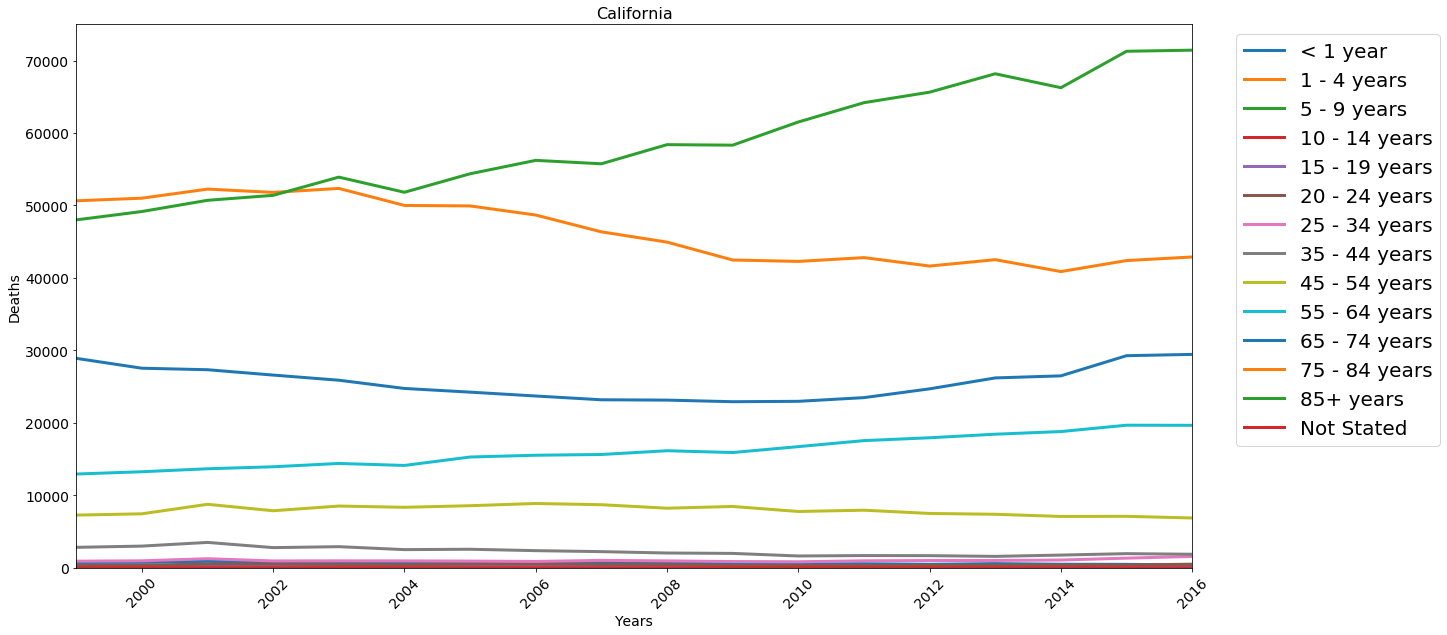 California
70000
60000
50000
40000
30000
20000
10000
0
Deaths
2000
2002
2004
2006
2008
2010
2012
2014
2016
Years
< 1 year
1 - 4 years
5 - 9 years
10 - 14 years
15 - 19 years
20 - 24 years
25 - 34 years
35 - 44 years
45 - 54 years
55 - 64 years
65 - 74 years
75 - 84 years
85+ years
Not Stated